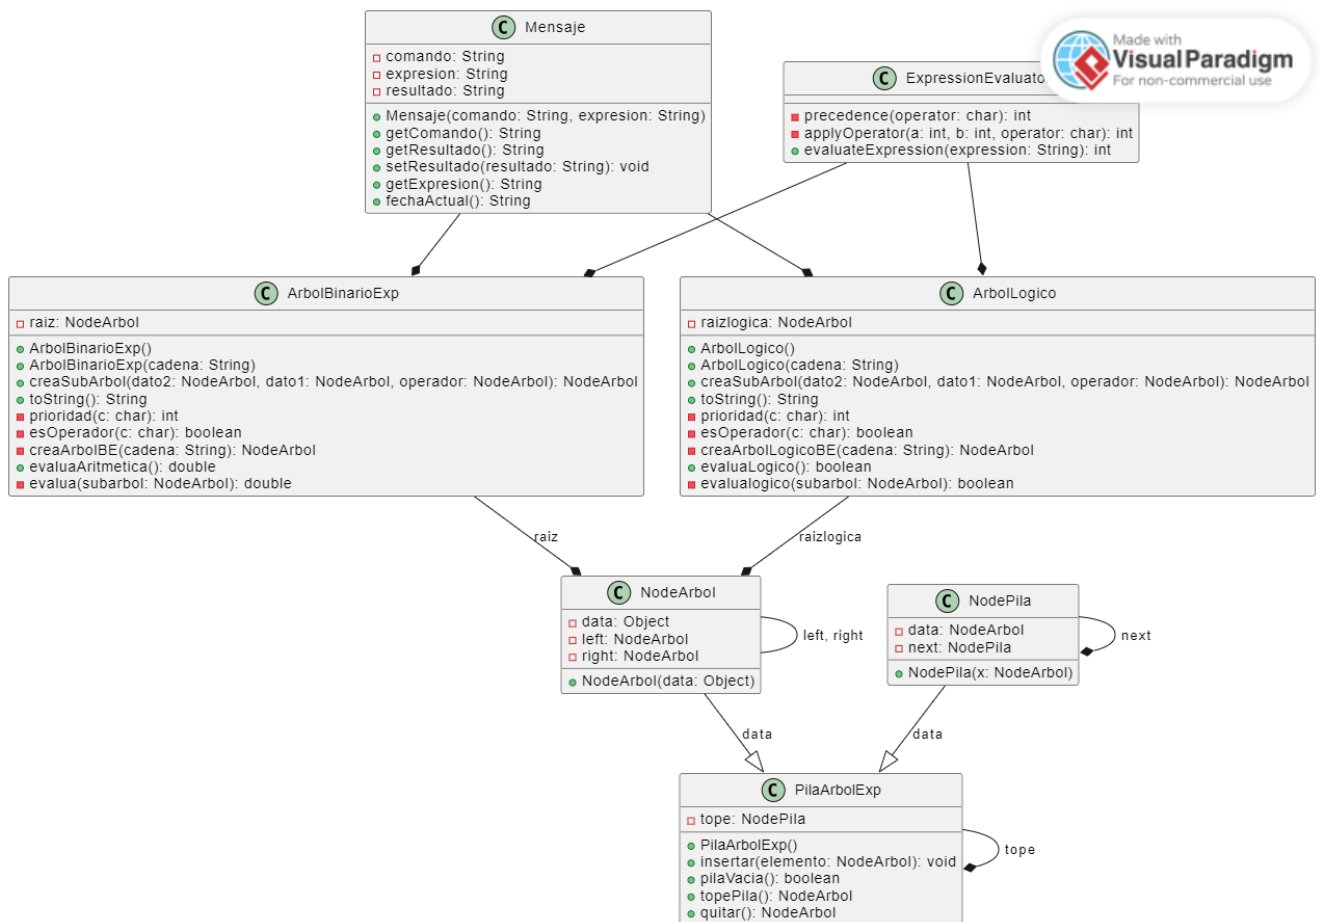 Mensaje
comando: String
expresion: String
resultado: String
Mensaje(comando: String, expresion: String)
getComando(): String
getResultado(): String
setResultado(resultado: String): void
getExpresion(): String
fechaActual(): String
Made with
Visual Paradigm
For non-commercial use
C ExpressionEvaluato
precedence(operator: char): int
applyOperator(a: int, b: int, operator: char): int
evaluateExpression(expression: String): int
C ArbolBinarioExp
raiz: NodeArbol
ArbolBinarioExp()
ArbolBinarioExp(cadena: String)
creaSubArbol(dato2: NodeArbol, dato1: NodeArbol, operador: NodeArbol): NodeArbol
toString(): String
prioridad(c: char): int
esOperador(c: char): boolean
creaArbolBE(cadena: String): NodeArbol
evaluaAritmetica(): double
evalua(subarbol: NodeArbol): double
C ArbolLogico
raizlogica: NodeArbol
ArbolLogico()
ArbolLogico(cadena: String)
creaSubArbol(dato2: NodeArbol, dato1: NodeArbol, operador: NodeArbol): NodeArbol
toString(): String
prioridad(c: char): int
esOperador(c: char): boolean
creaArbolLogicoBE(cadena: String): NodeArbol
evaluaLogico(): boolean
evalualogico(subarbol: NodeArbol): boolean
raiz
raizlogica
C NodeArbol
data: Object
left: NodeArbol
right: NodeArbol
NodeArbol(data: Object)
left, right
C NodePila
data: NodeArbol
next: NodePila
NodePila(x: NodeArbol)
next
data
data
C PilaArbolExp
tope: NodePila
PilaArbolExp()
insertar(elemento: NodeArbol): void
pilaVacia(): boolean
topePila(): NodeArbol
quitar(): NodeArbol
tope